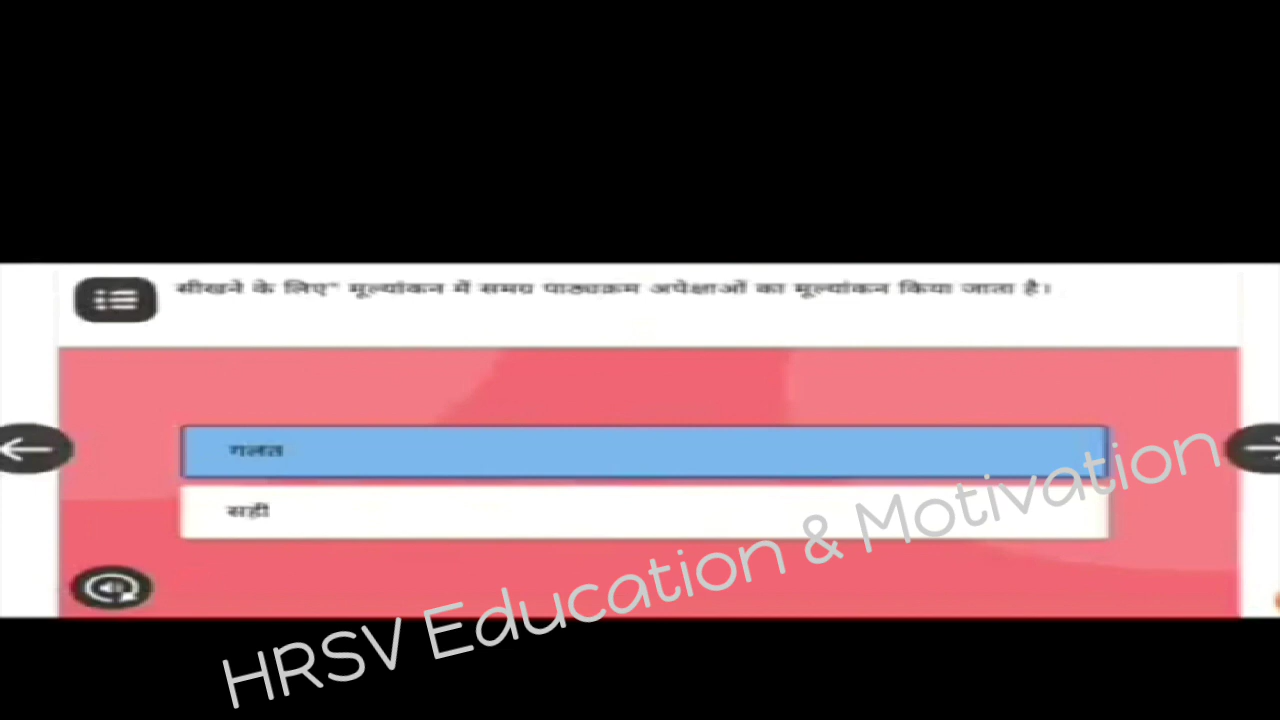 सीखने के लिए" मूल्यांकन में समग्र पाठ्यक्रम अपेक्षाओं का मूल्यांकन किया जाता है।
गलत
सही
HRSV Education & Motivation